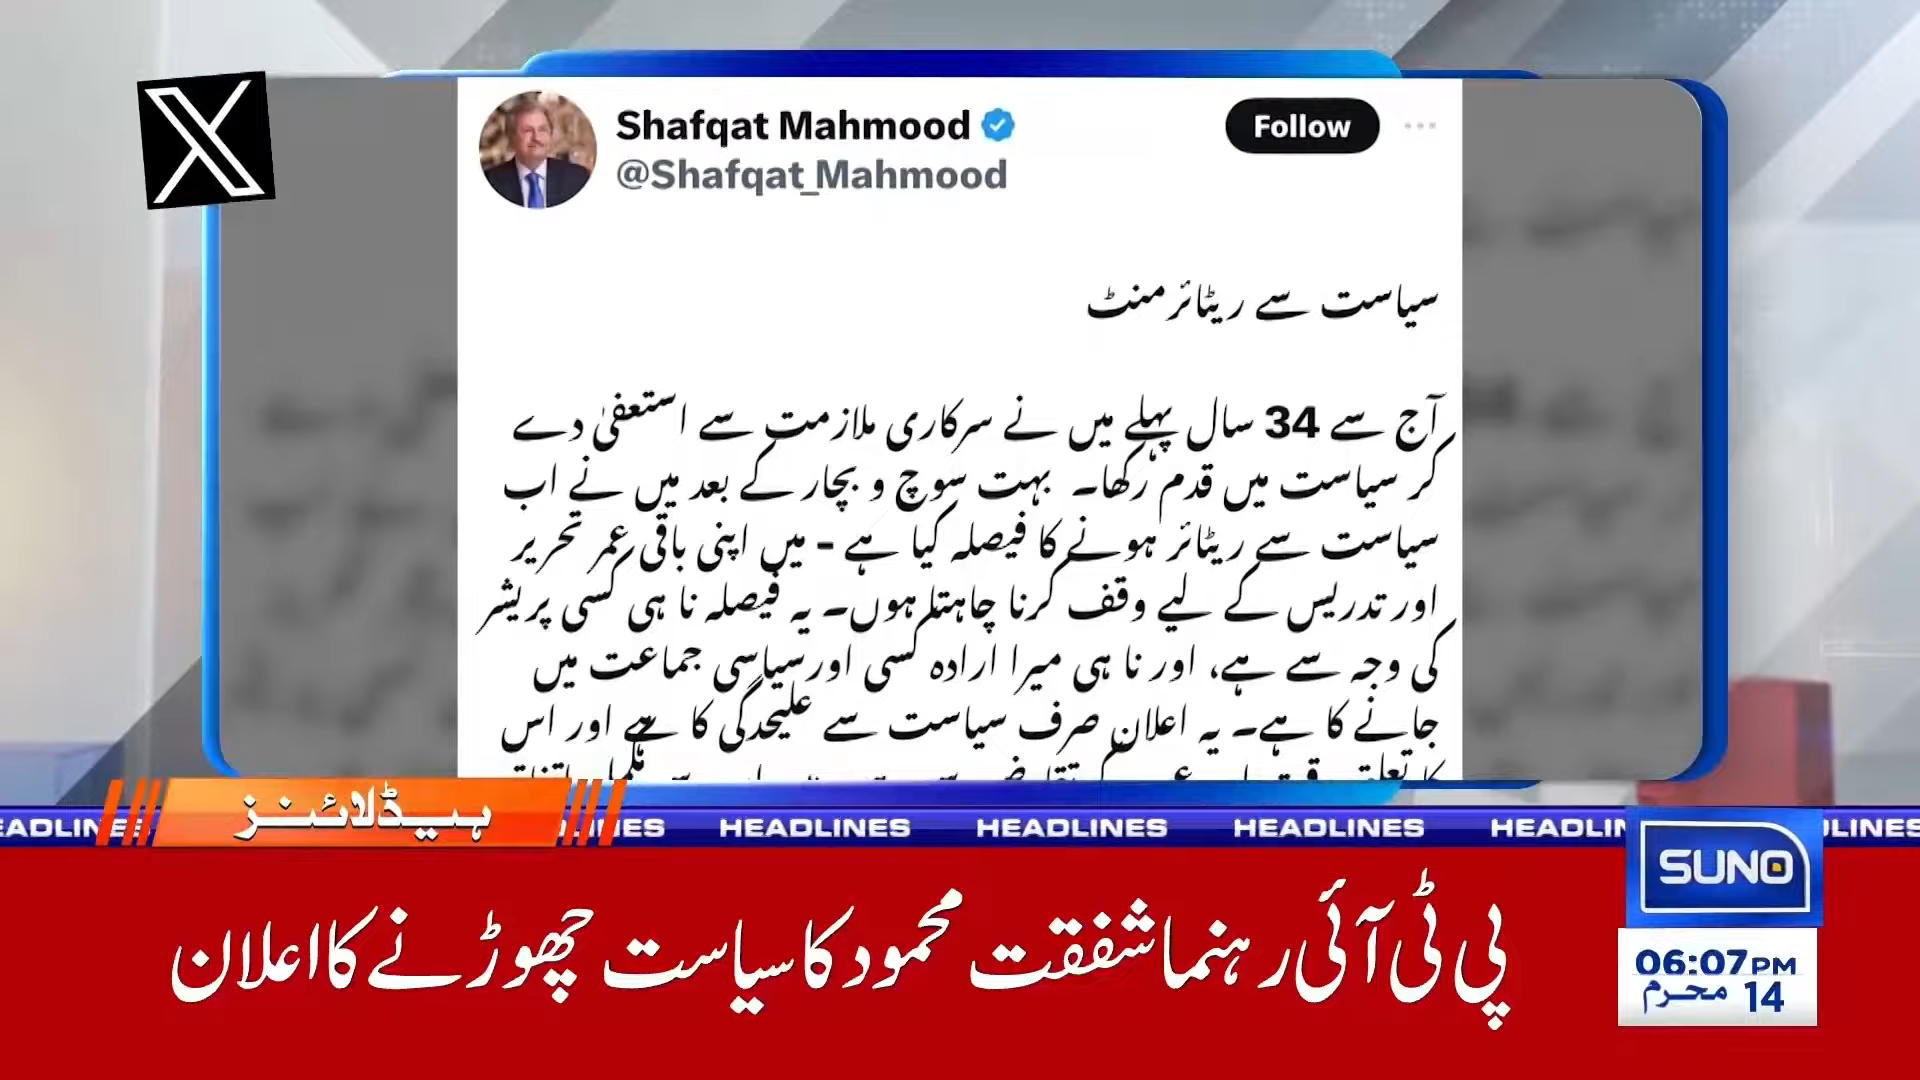 Shafqat Mahmood
@Shafqat_Mahmood
Follow
سیاست سے ریٹائرمنٹ
آج سے 34 سال پہلے میں نے سرکاری ملازمت سے استعفیٰ دے
کر سیاست میں قدم رکھا۔ بہت سوچ و بچار کے بعد میں نے اب
سیاست سے ریٹائر ہونے کا فیصلہ کیا ہے - میں اپنی باقی عمر تحریر
اور تدریس کے لیے وقف کرنا چاہتا ہوں۔ یہ فیصلہ نا ہی کسی پریشر
کی وجہ سے ہے، اور نا ہی میرا ارادہ کسی اور سیاسی جماعت میں
جانے کا ہے۔ یہ اعلان صرف سیاست سے علیحدگی کا ہے اور اس
ہیڈلائنز
HEADLINES HEADLINES HEADLINES
SUNO
پی ٹی آئی رہنما شفقت محمود کا سیاست چھوڑنے کا اعلان
06:07PM
14 محرم